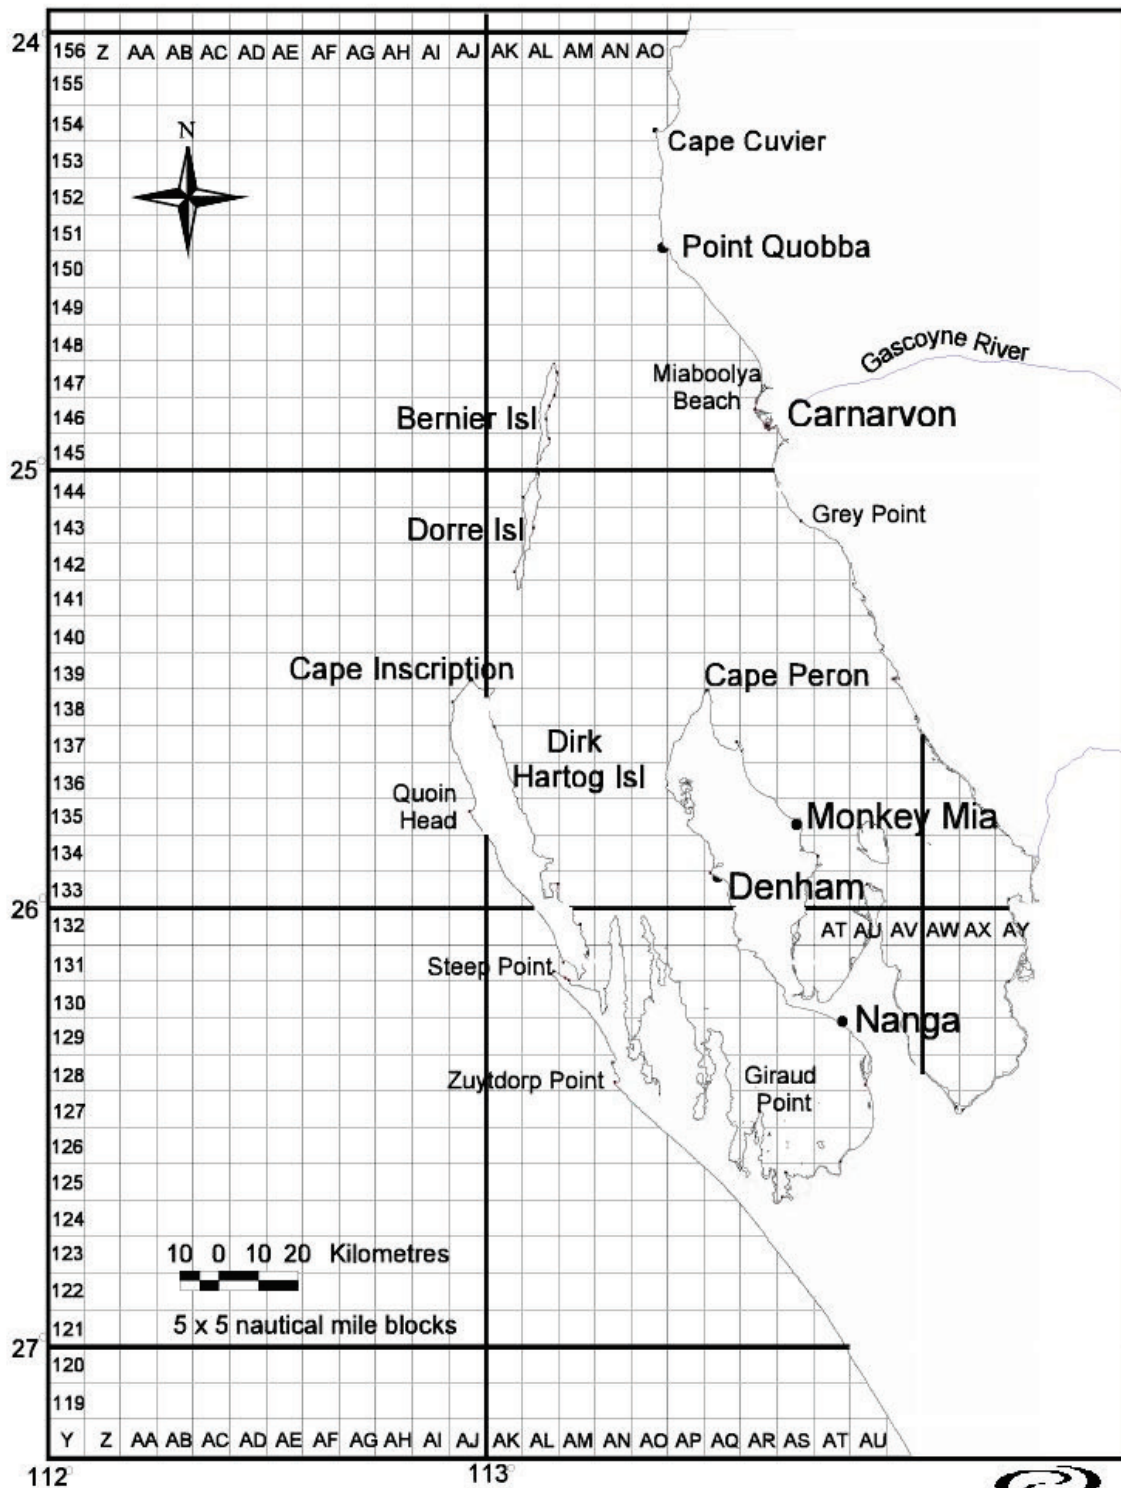 24°
156 Z AA AB AC AD AE AF AG AH AI AJ AK AL AM AN AO
155
N
154
Cape Cuvier
153
152
151
Point Quobba
150
149
148
Gascoyne River
147
Miaboolya
Beach
146
Bernier Isl
Carnarvon
145
25°
144
Grey Point
143
Dorre Isl
142
141
140
139
Cape Inscription
Cape Peron
138
137
Dirk
Hartog Isl
136
Quoin
Head
135
Monkey Mia
134
133
Denham
26°
132
AT AU AV AW AX AY
131
Steep Point
130
Nanga
129
128
Zuytdorp Point
Giraud
Point
127
126
125
124
123
10 0 10 20 Kilometres
122
121
5 x 5 nautical mile blocks
27°
120
119
Y Z AA AB AC AD AE AF AG AH AI AJ AK AL AM AN AO AP AQ AR AS AT AU
112°
113°